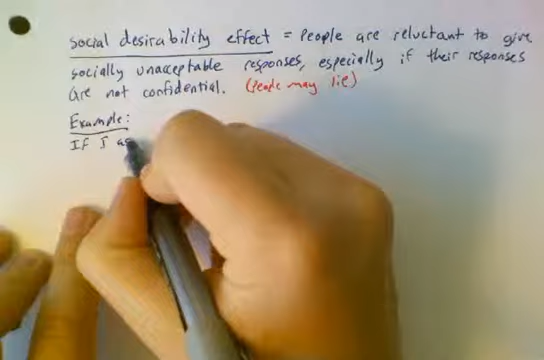 social desirability effect = People are reluctant to give
socially unacceptable responses, especially if their responses
are not confidential. (People may lie)
Example:
If I as